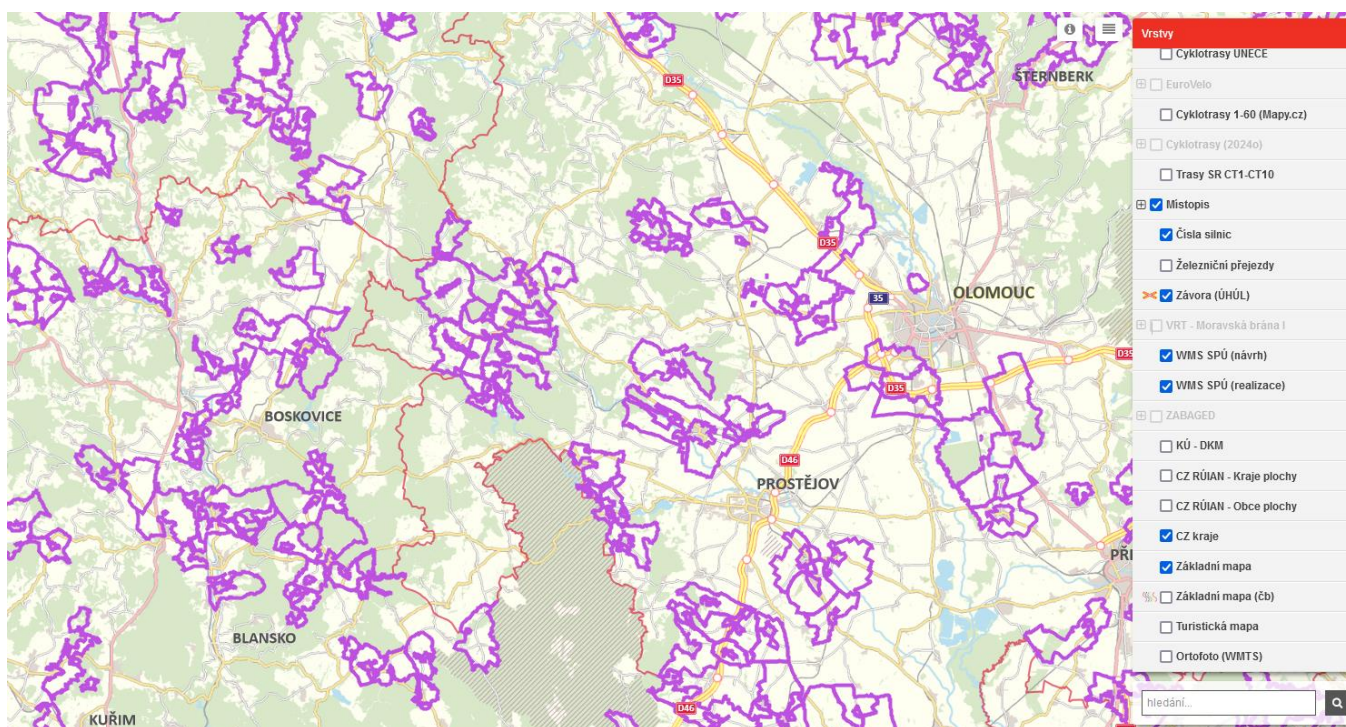 D35
ŠTERNBERK
D35
35
OLOMOUC
D35
D35
BOSKOVICE
D46
PROSTĚJOV
PŘE
BLANSKO
D46
KUŘIM
Vrstvy
Cyklotrasy UNECE
EuroVelo
Cyklotrasy 1-60 (Mapy.cz)
Cyklotrasy (2024o)
Trasy SR CT1-CT10
Místopis
Čísla silnic
Železniční přejezdy
Závora (ÚHÚL)
VRT - Moravská brána I
WMS SPÚ (návrh)
WMS SPÚ (realizace)
ZABAGED
KÚ - DKM
CZ RÚIAN - Kraje plochy
CZ RÚIAN - Obce plochy
CZ kraje
Základní mapa
Základní mapa (čb)
Turistická mapa
Ortofoto (WMTS)
hledání...